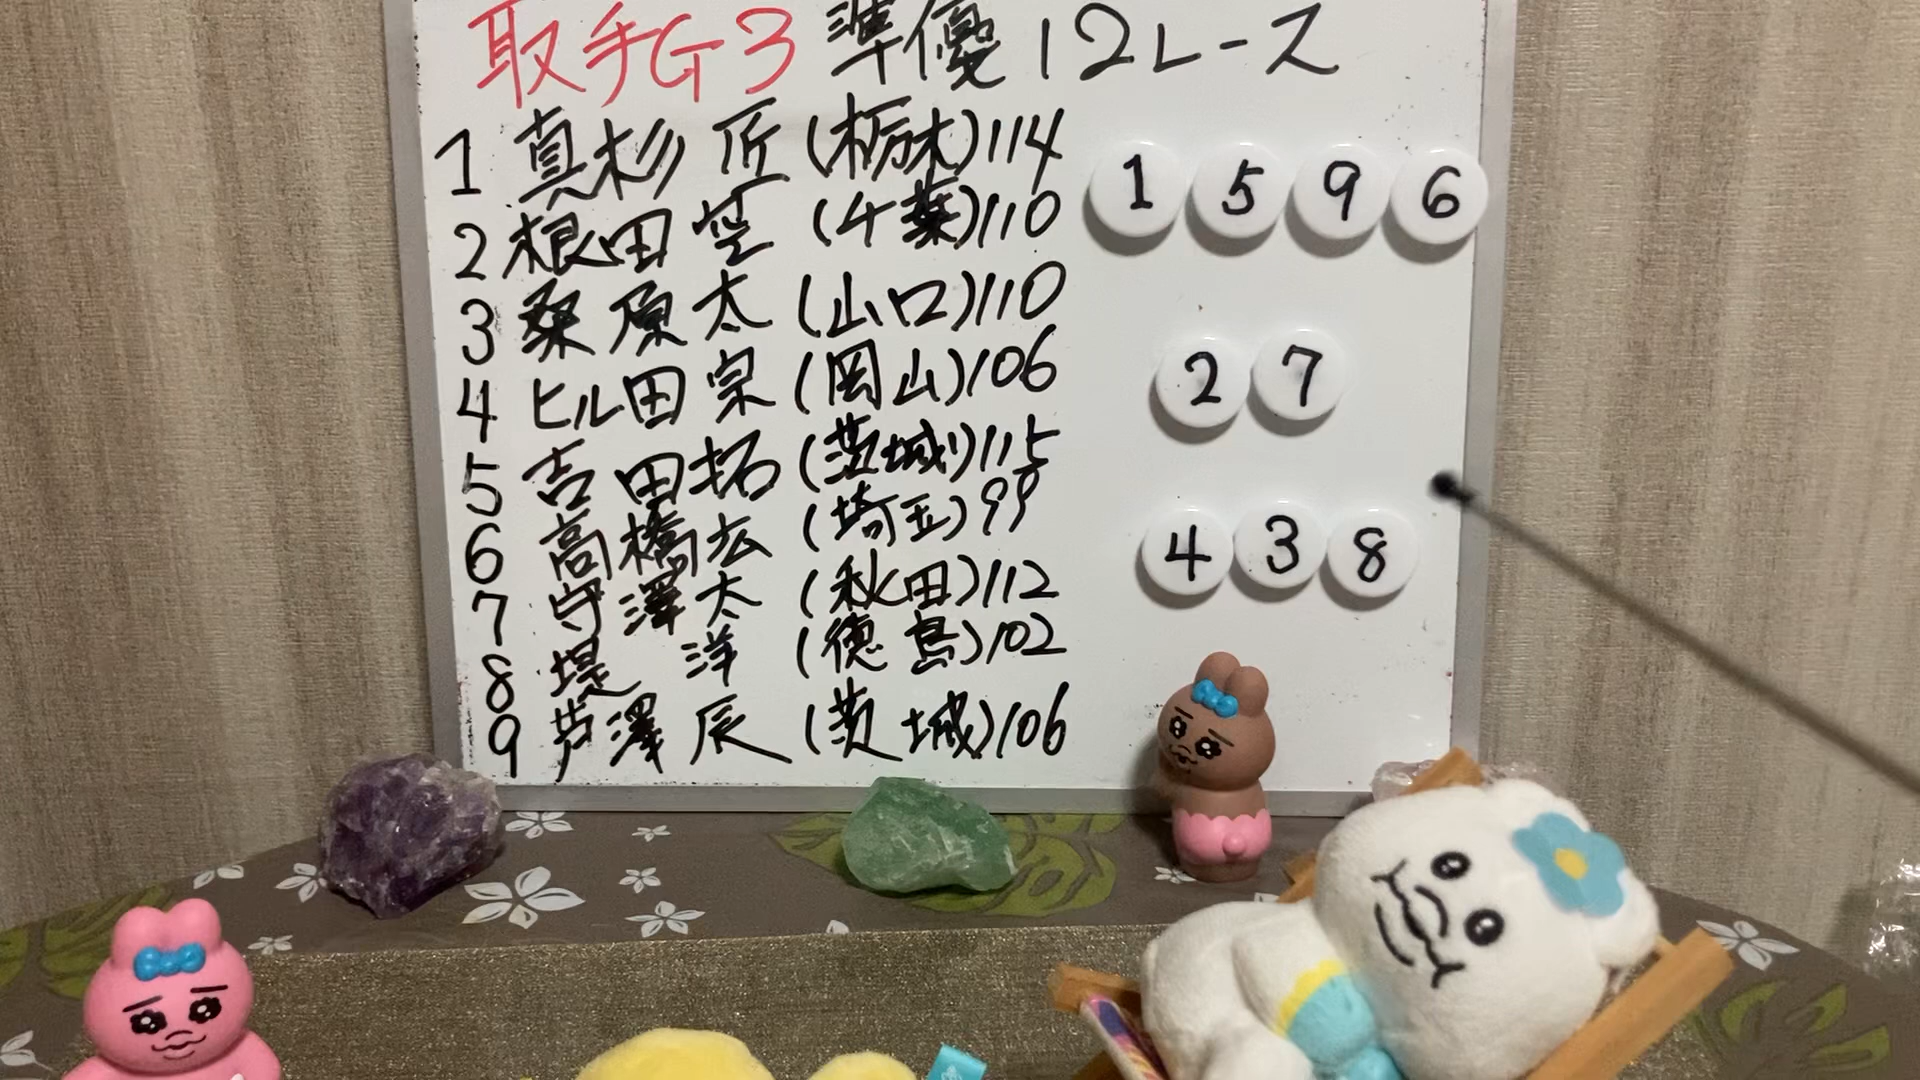 取手G3 準優12レース
1 真杉 匠 (栃木)114
2 根田 空 (千葉)110
3 桑原 太 (山口)110
4 ヒル田 宗 (岡山)106
5 吉田 拓 (茨城)115
6 高橋 広 (埼玉)99
7 守澤 太 (秋田)112
8 堤 洋 (徳島)102
9 芦澤 辰 (茨城)106
1 5 9 6
2 7
4 3 8